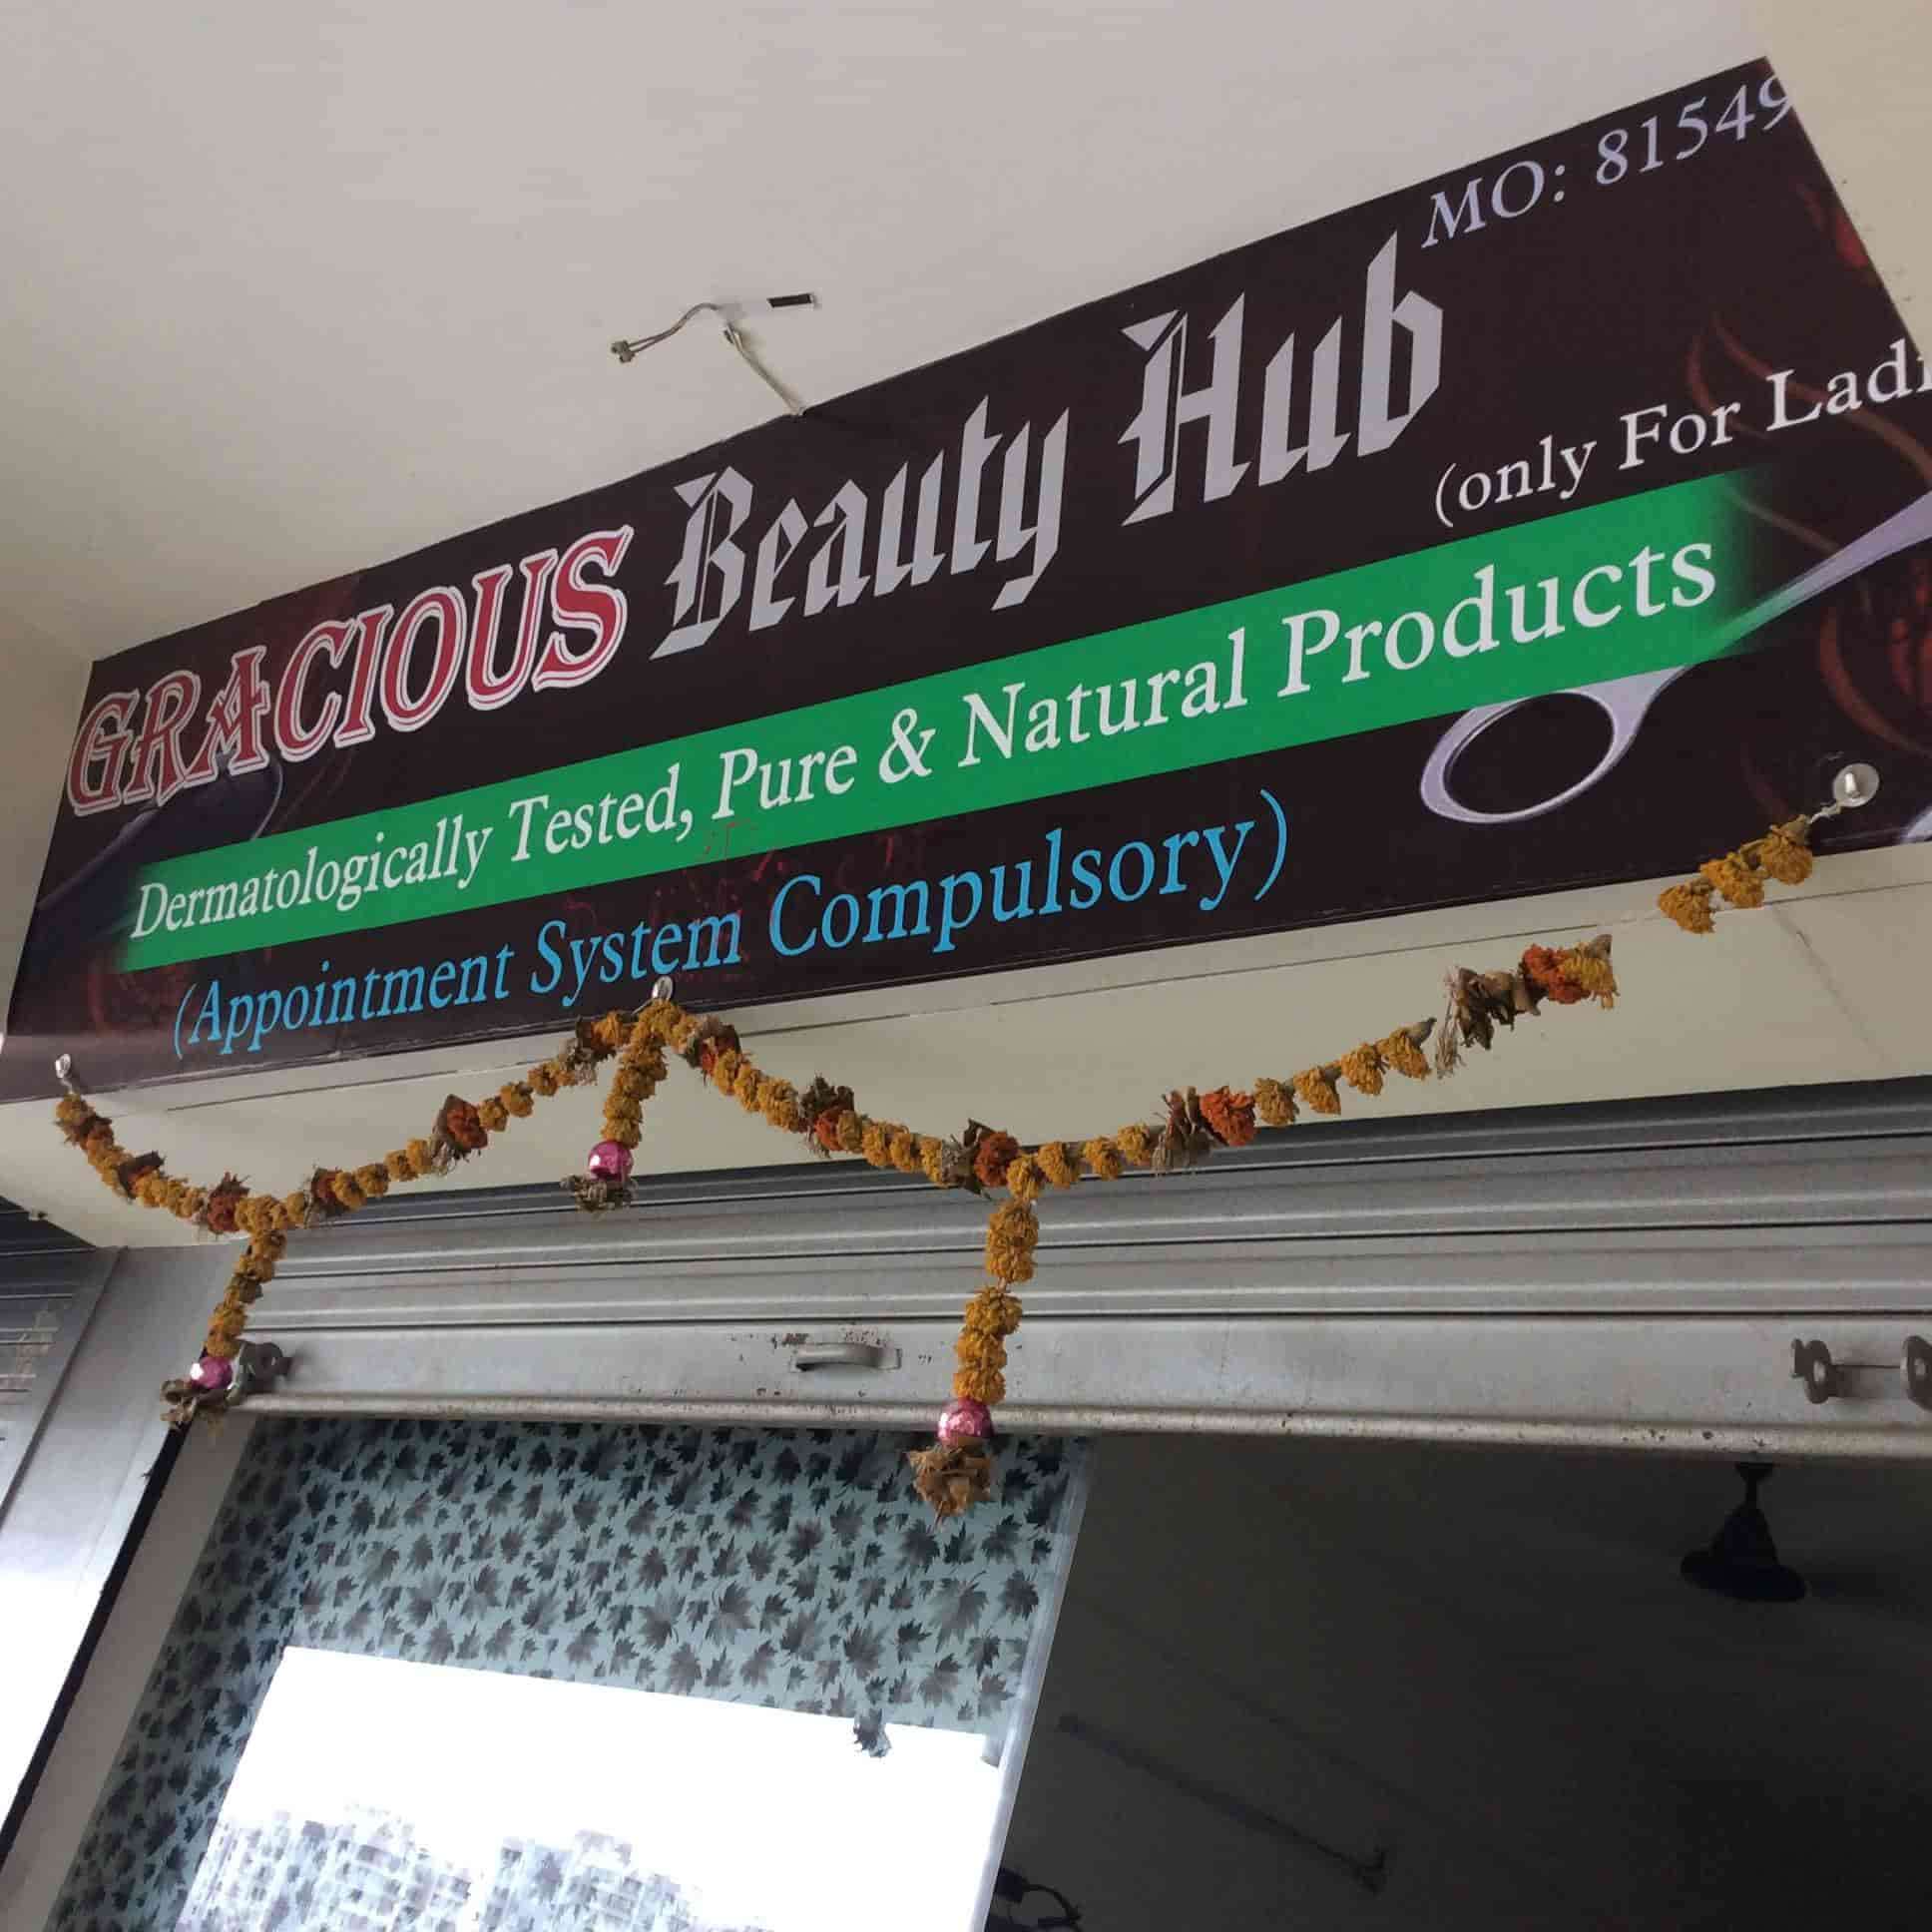 MO: 81549
GRACIOUS Beauty Hub
(only For Ladi
Dermatologically Tested, Pure & Natural Products
(Appointment System Compulsory)